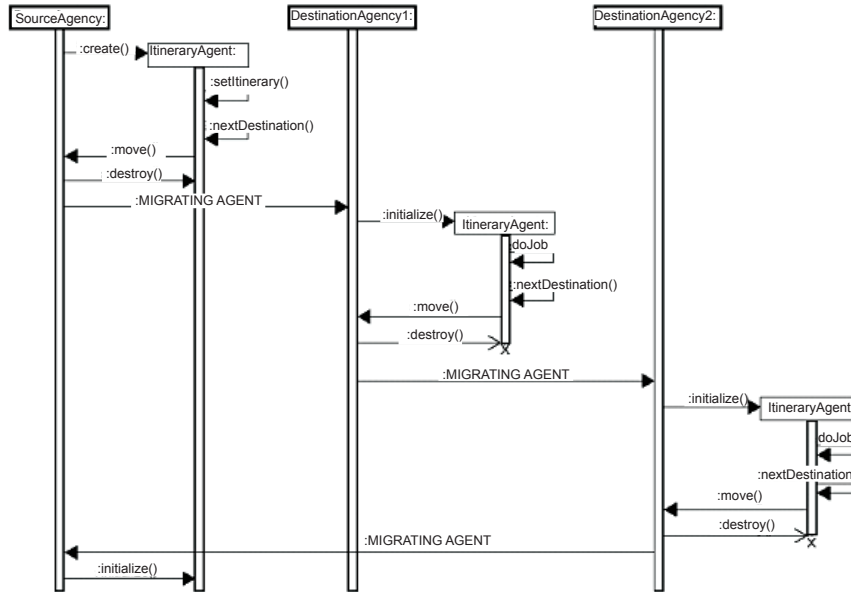 SourceAgency:
DestinationAgency1:
DestinationAgency2:
:create()
ItineraryAgent:
:setItinerary()
:nextDestination()
:move()
:destroy()
:MIGRATING AGENT
:initialize()
ItineraryAgent:
doJob
:nextDestination()
:move()
:destroy()
X
:MIGRATING AGENT
:initialize()
ItineraryAgent
doJob
:nextDestination
:move()
:destroy()
X
:MIGRATING AGENT
:initialize()